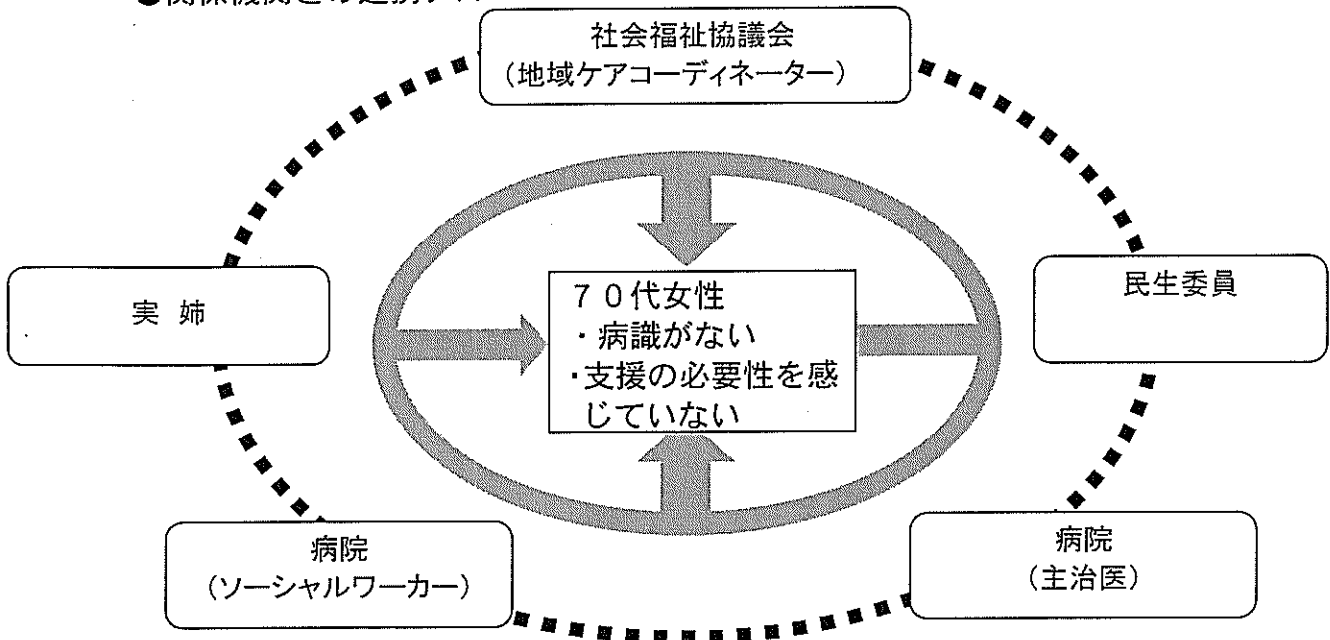 社会福祉協議会
(地域ケアコーディネーター)
実 姉
民生委員
70代女性
・病識がない
・支援の必要性を感
じていない
病院
(ソーシャルワーカー)
病院
(主治医)